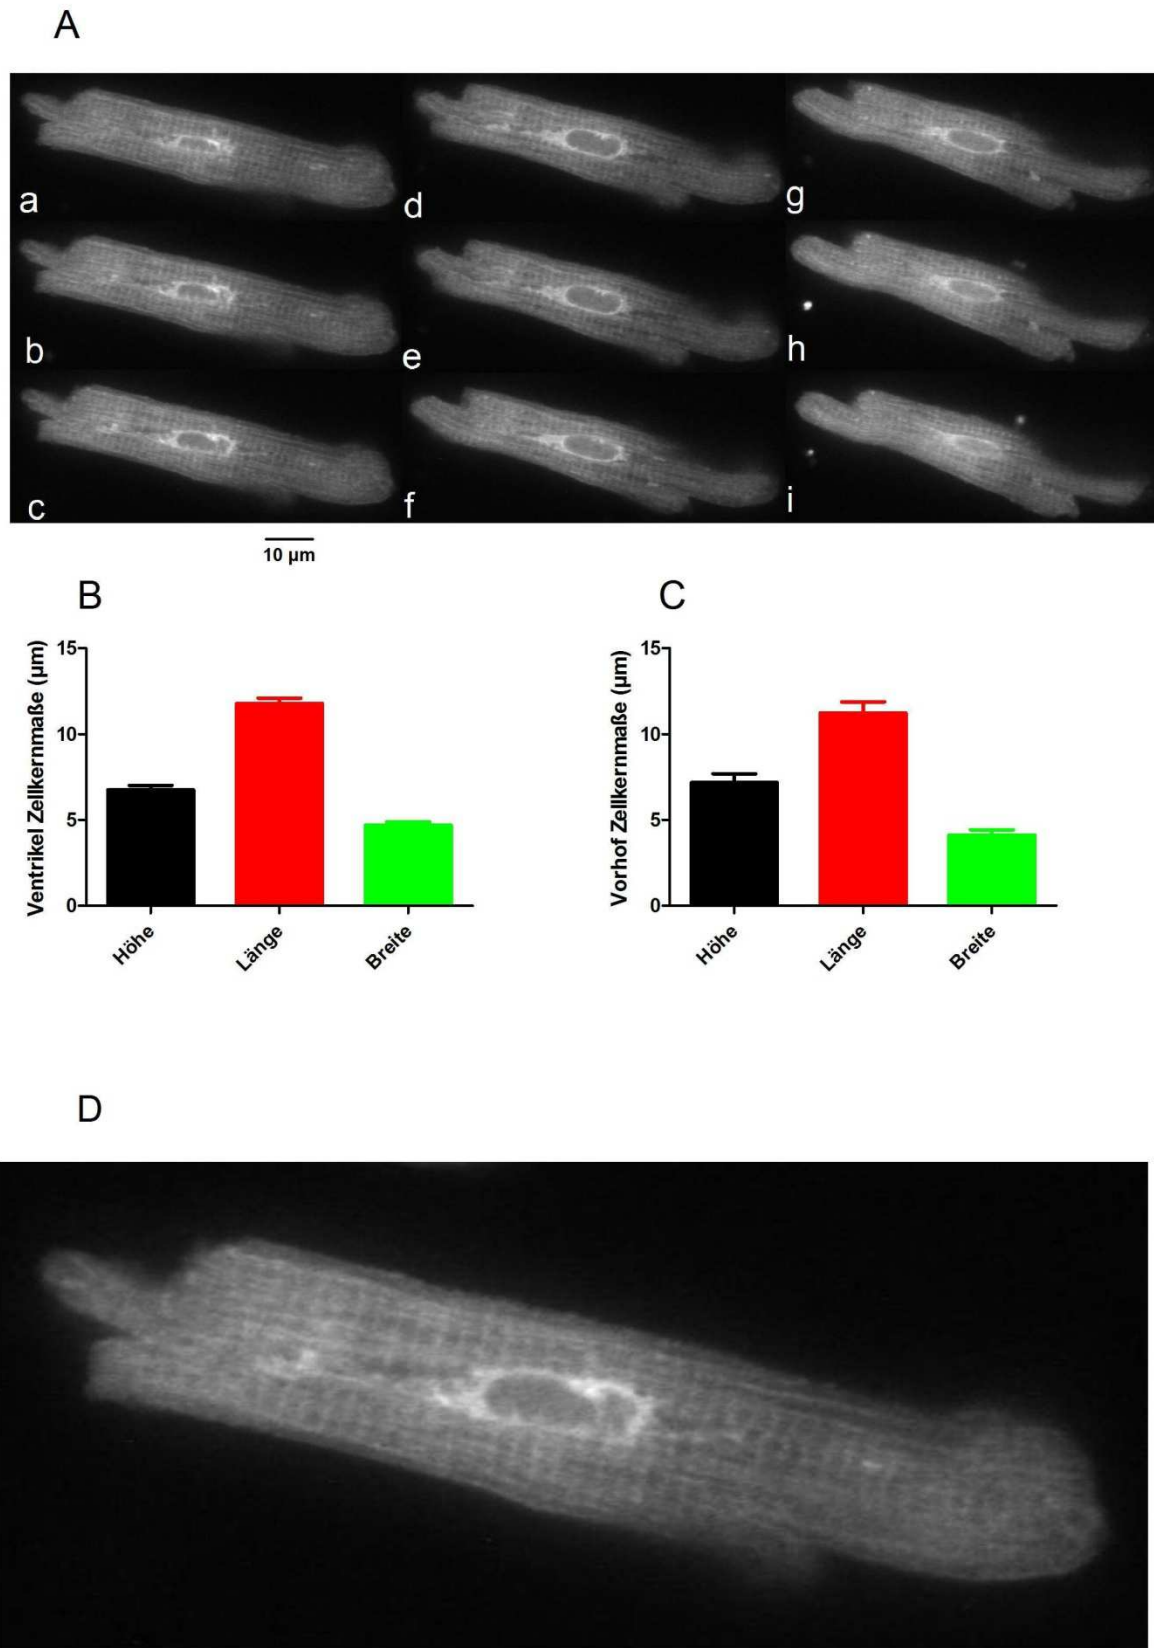 A
a
d
g
b
e
h
c
f
i
10 µm
B
C
Ventrikel Zellkernmaße (µm)
15
10
5
0
Höhe
Länge
Breite
Vorhof Zellkernmaße (µm)
15
10
5
0
Höhe
Länge
Breite
D